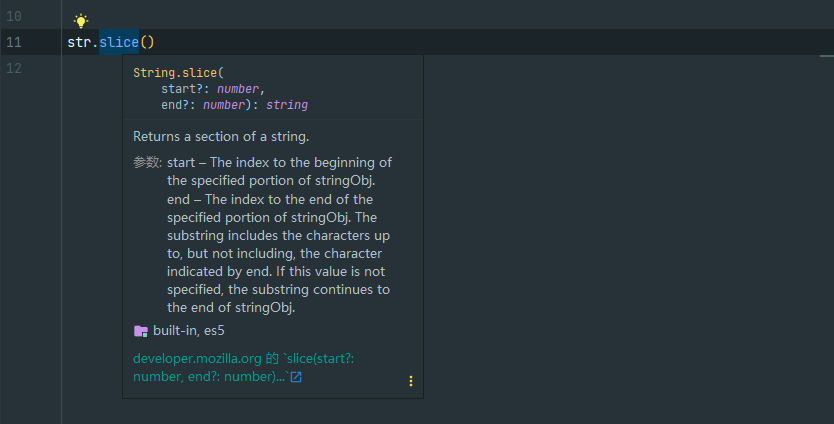 10
11 str.slice()
12
String.slice(
start?: number,
end?: number): string
Returns a section of a string.
参数: start – The index to the beginning of
the specified portion of stringObj.
end – The index to the end of the
specified portion of stringObj. The
substring includes the characters up
to, but not including, the character
indicated by end. If this value is not
specified, the substring continues to
the end of stringObj.
built-in, es5
developer.mozilla.org 的 `slice(start?:
number, end?: number)...`